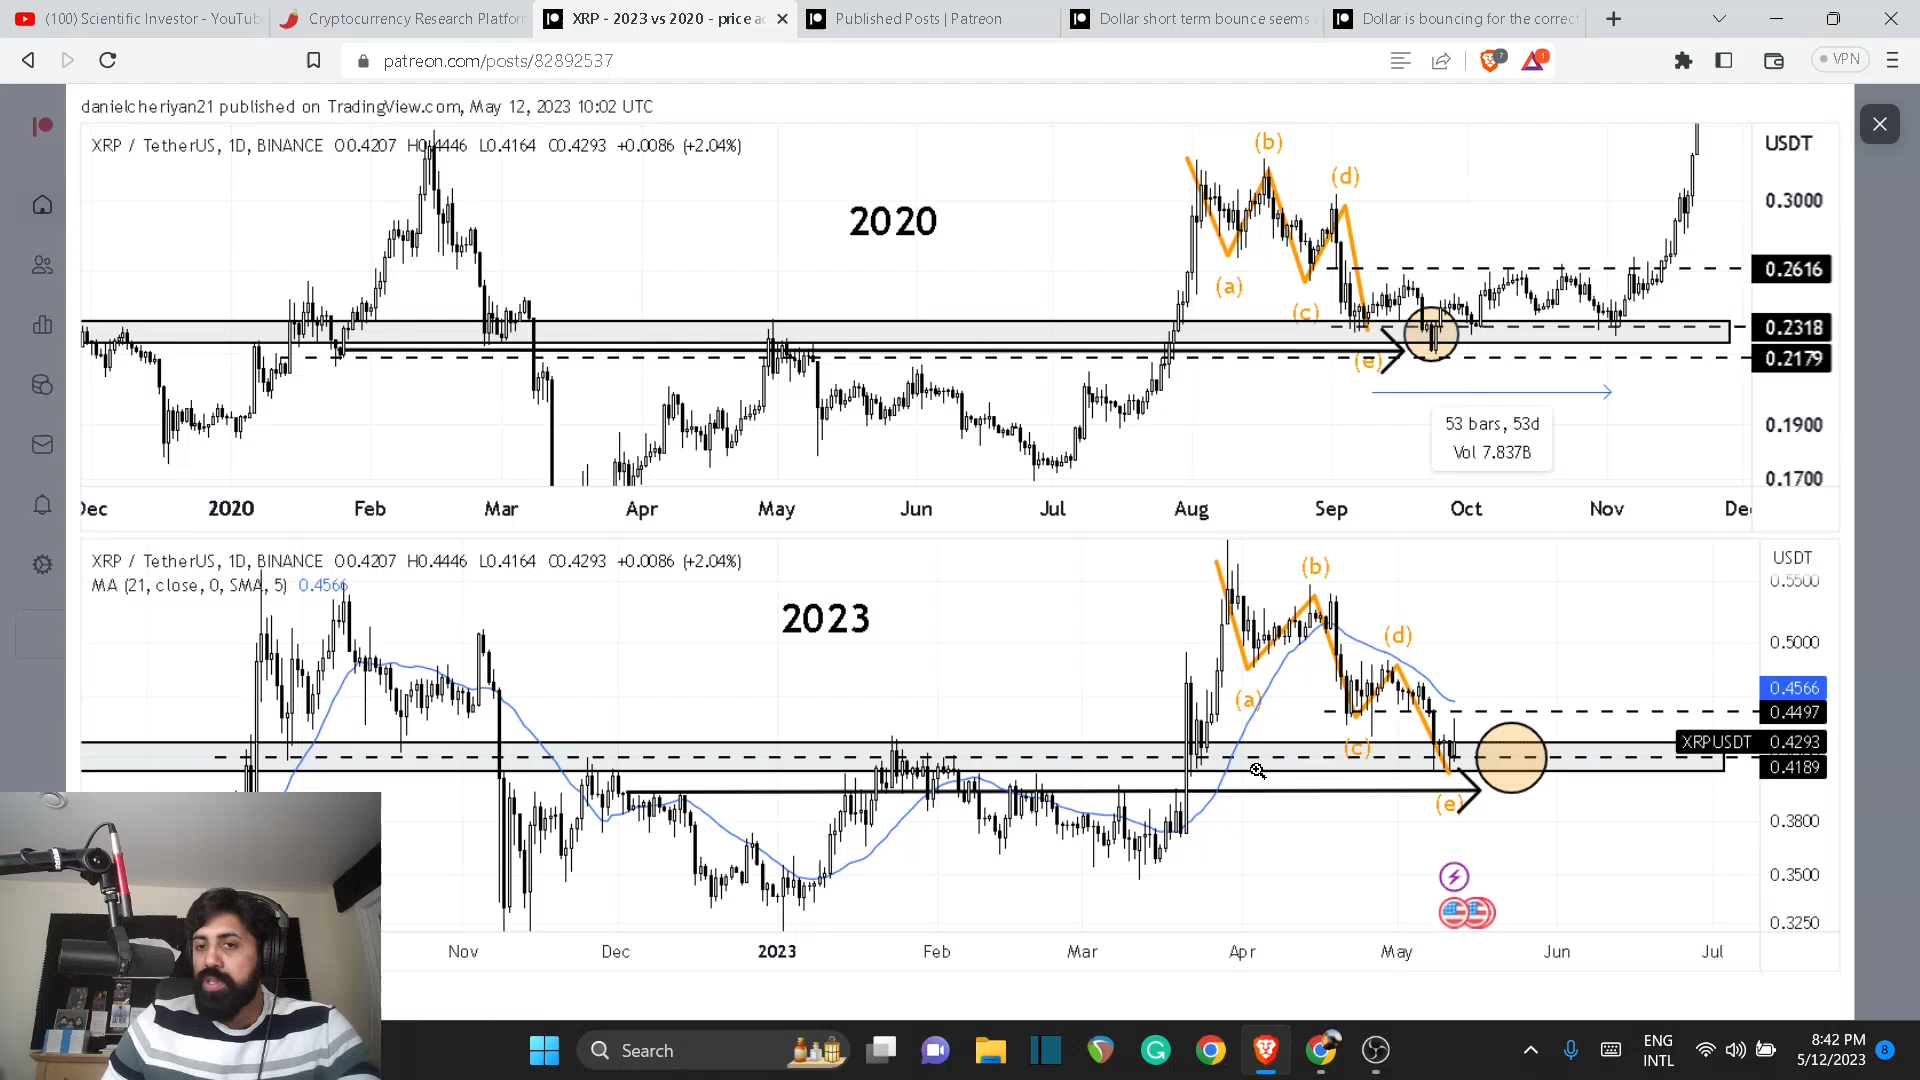 (100) Scientific Investor - YouTub
Cryptocurrency Research Platfor
XRP - 2023 vs 2020 - price a
Published Posts | Patreon
Dollar short term bounce seems
Dollar is bouncing for the correct
patreon.com/posts/82892537
7
1
VPN
danielcheriyan21 published on TradingView.com, May 12, 2023 10:02 UTC
XRP / TetherUS, 1D, BINANCE O0.4207 H0.4446 L0.4164 C0.4293 +0.0086 (+2.04%)
USDT
2020
(b)
(d)
(a)
(c)
(e)
0.3000
0.2616
0.2318
0.2179
0.1900
0.1700
53 bars, 53d
Vol 7.837B
Dec 2020 Feb Mar Apr May Jun Jul Aug Sep Oct Nov De
XRP / TetherUS, 1D, BINANCE O0.4207 H0.4446 L0.4164 C0.4293 +0.0086 (+2.04%)
MA (21, close, 0, SMA, 5) 0.4566
USDT
2023
(b)
(d)
(a)
(c)
(e)
0.5500
0.5000
0.4566
0.4497
XRPUSDT 0.4293
0.4189
0.3800
0.3500
0.3250
Nov Dec 2023 Feb Mar Apr May Jun Jul
Search
ENG
INTL
8:42 PM
5/12/2023
8